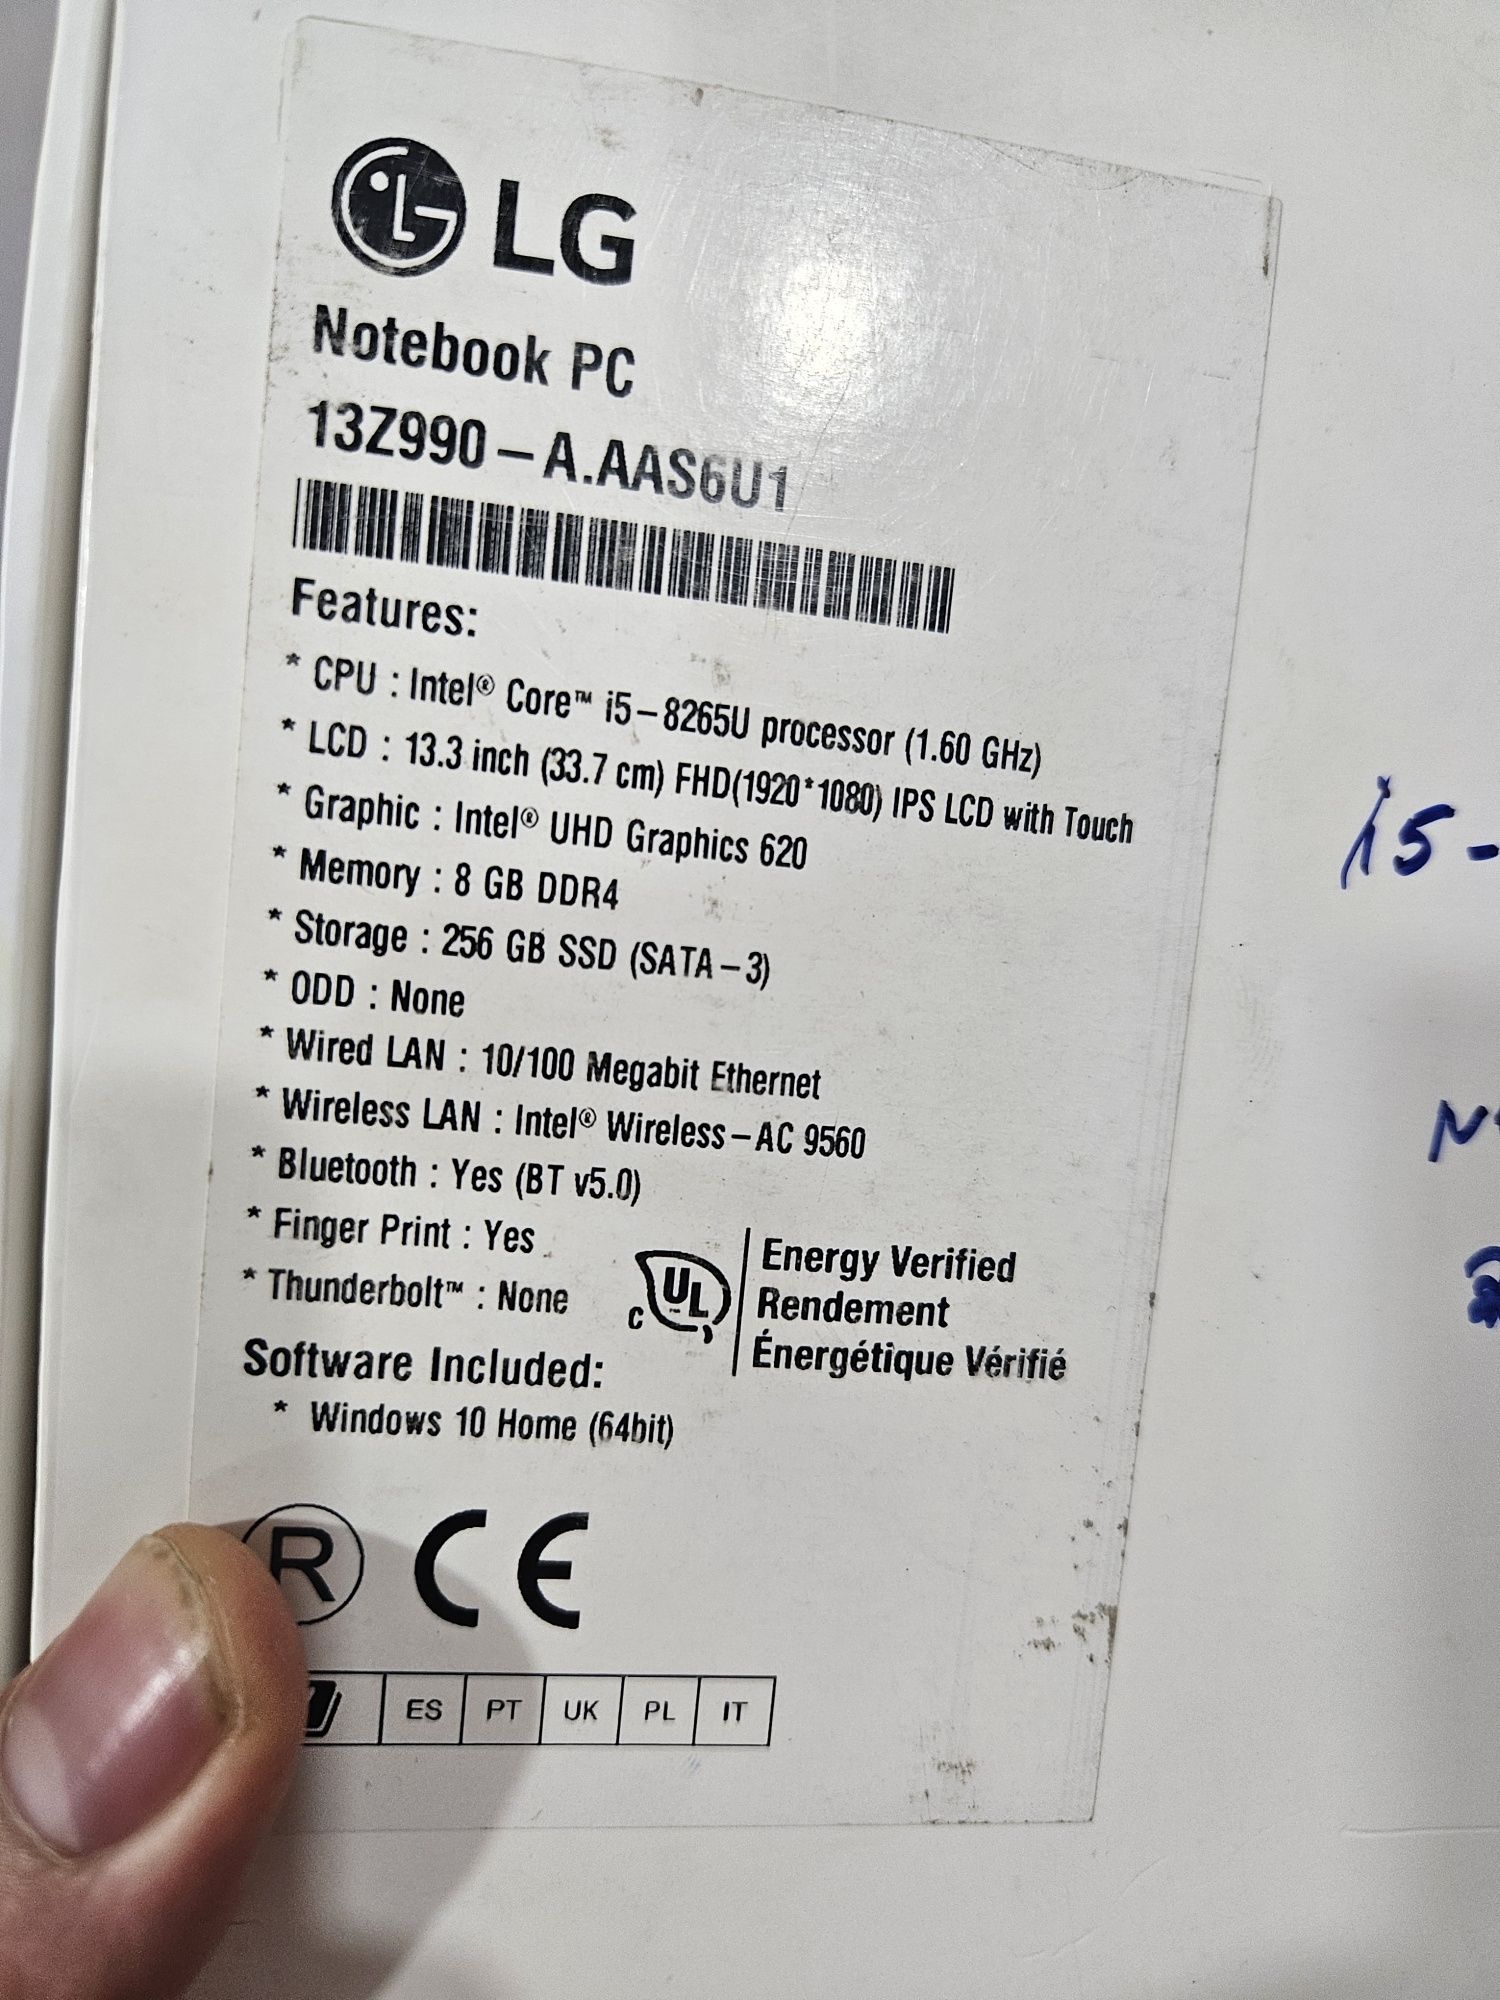 LG
Notebook PC
13Z990-A.AAS6U1
Features:
* CPU : Intel® Core™ i5-8265U processor (1.60 GHz)
* LCD : 13.3 inch (33.7 cm) FHD(1920*1080) IPS LCD with Touch
* Graphic : Intel® UHD Graphics 620
* Memory : 8 GB DDR4
* Storage : 256 GB SSD (SATA-3)
* ODD : None
* Wired LAN : 10/100 Megabit Ethernet
* Wireless LAN : Intel® Wireless-AC 9560
* Bluetooth : Yes (BT v5.0)
* Finger Print : Yes
* Thunderbolt™ : None
c UL
Energy Verified
Rendement
Énergétique Vérifié
Software Included:
* Windows 10 Home (64bit)
R CE
ES PT UK PL IT
i5-